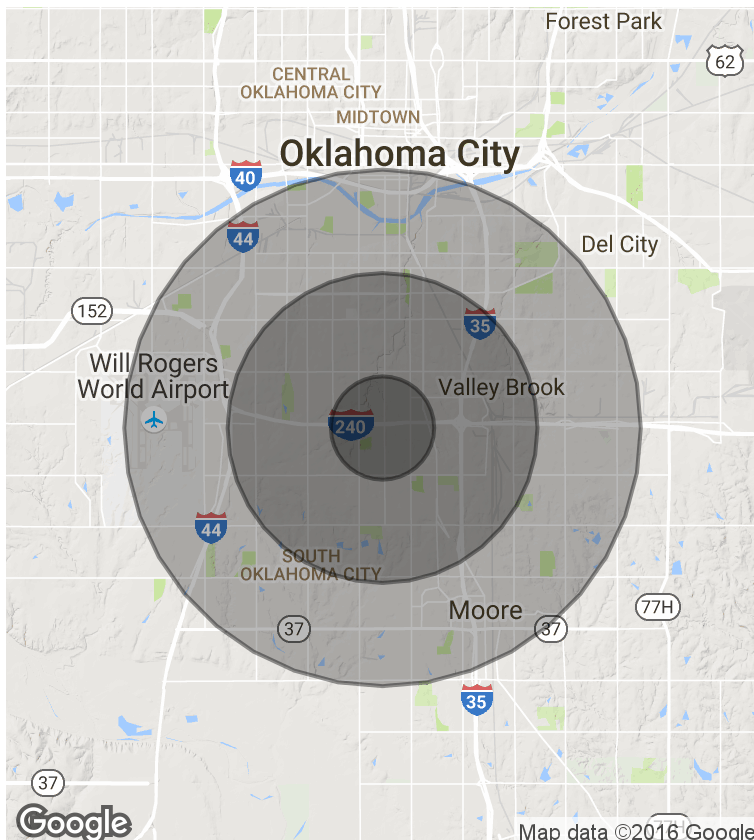 Forest Park
62
CENTRAL
OKLAHOMA CITY
MIDTOWN
Oklahoma City
40
44
Del City
152
35
Will Rogers
World Airport
Valley Brook
240
44
SOUTH
OKLAHOMA CITY
Moore
77H
37
37
35
37
Google
77H
Map data ©2016 Google